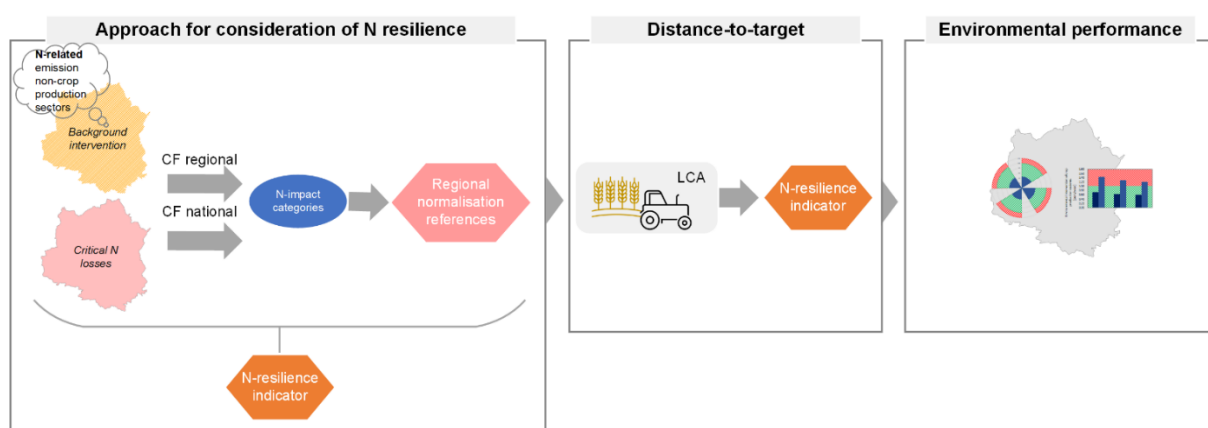 Approach for consideration of N resilience
N-related
emission
non-crop
production
sectors
Background
intervention
CF regional
CF national
Critical N
losses
N-impact
categories
Regional
normalisation
references
N-resilience
indicator
Distance-to-target
LCA
N-resilience
indicator
Environmental performance